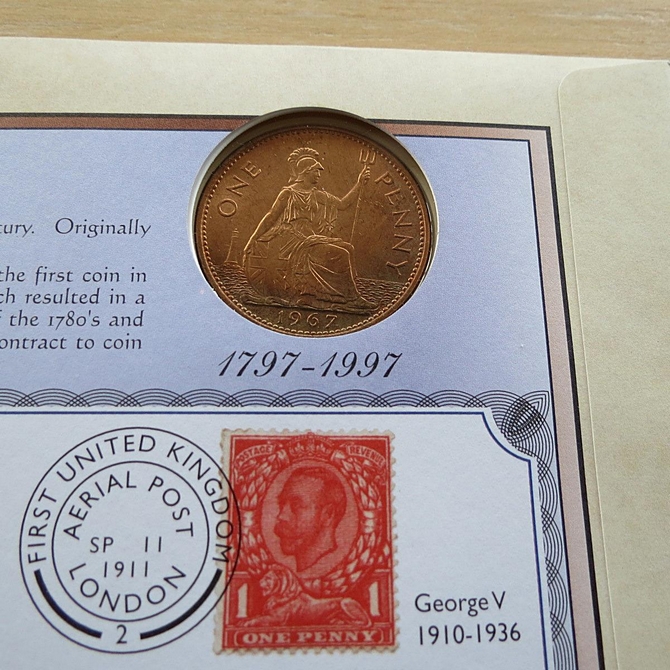 ONE PENNY
1967
tury. Originally
the first coin in
ch resulted in a
f the 1780's and
ontract to coin
1797-1997
FIRST UNITED KINGDOM
AERIAL POST
SP 11
1911
LONDON
2
POSTAGE REVENUE
1 1
ONE PENNY
George V
1910-1936